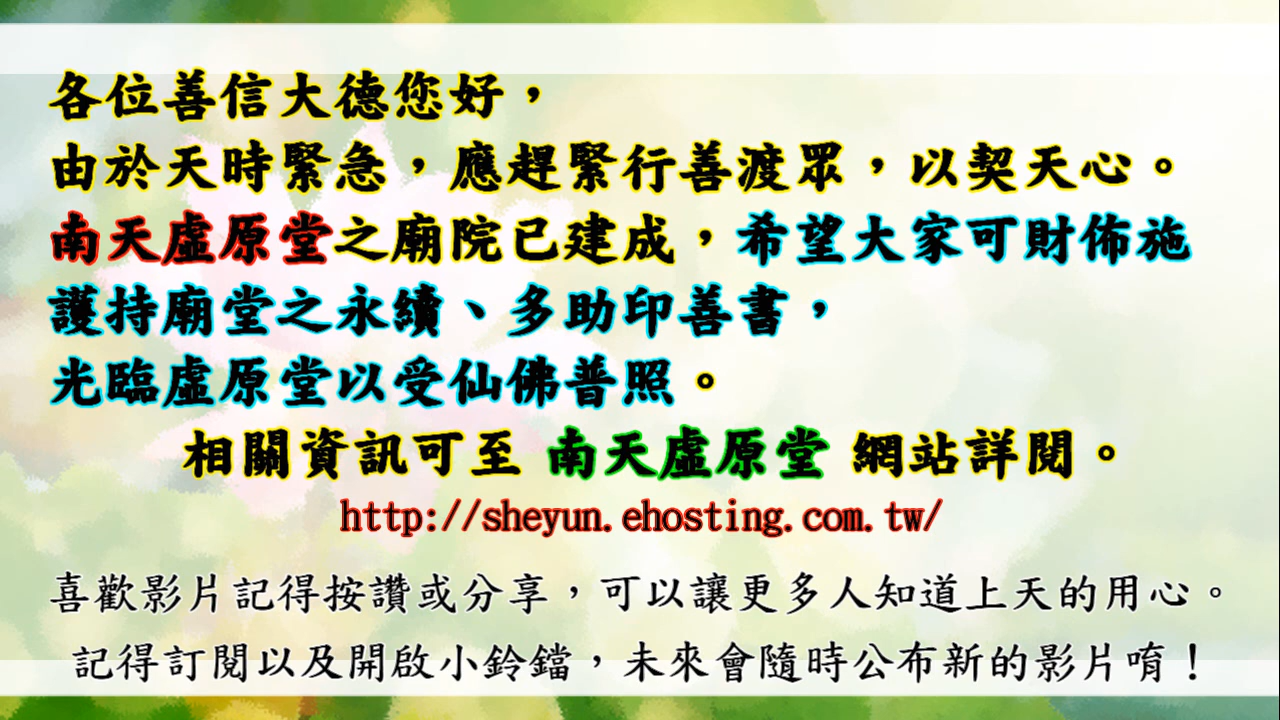 各位善信大德您好，
由於天時緊急，應趕緊行善渡眾，以契天心。
南天虛原堂之廟院已建成，希望大家可財佈施
護持廟堂之永續、多助印善書，
光臨虛原堂以受仙佛普照。
相關資訊可至 南天虛原堂 網站詳閱。
http://sheyun.ehosting.com.tw/
喜歡影片記得按讚或分享，可以讓更多人知道上天的用心。
記得訂閱以及開啟小鈴鐺，未來會隨時公布新的影片唷！